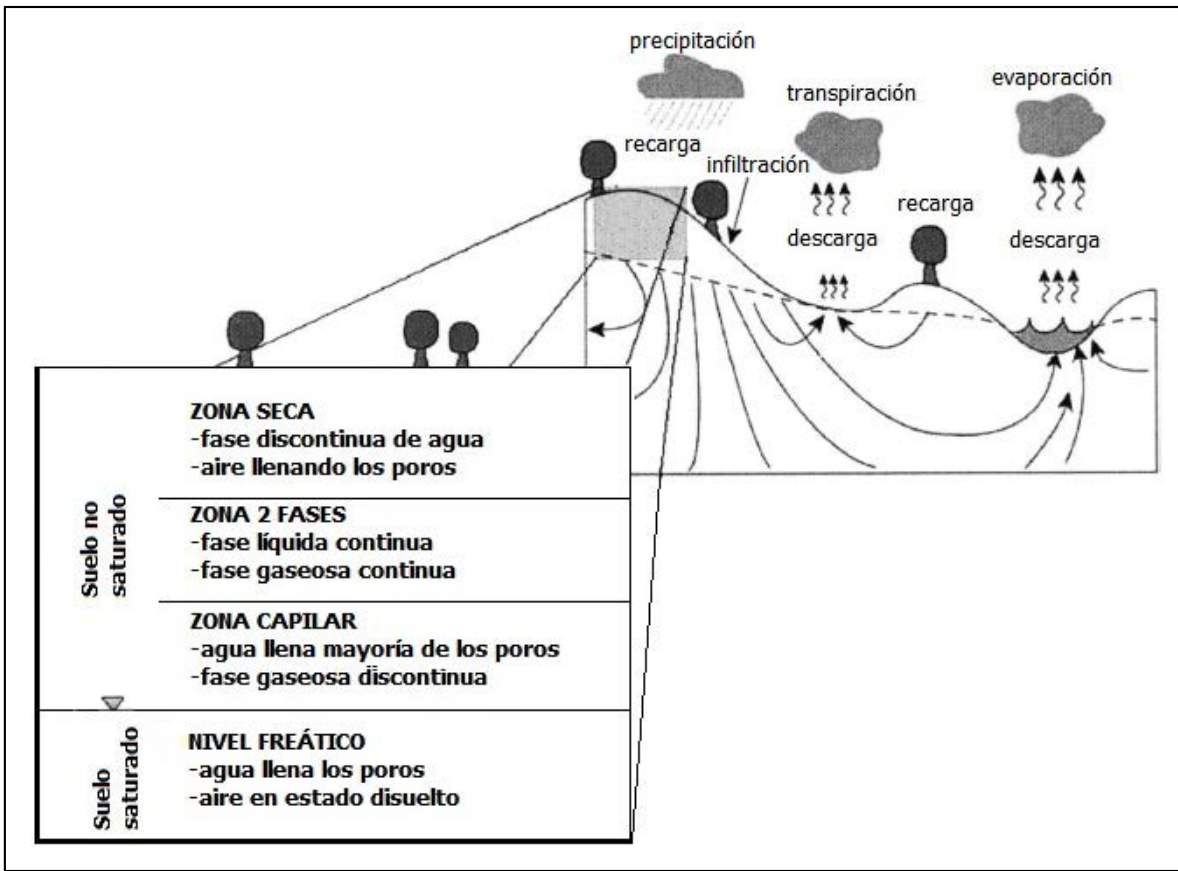 precipitación
transpiración
evaporación
recarga
infiltración
recarga
descarga
descarga
Suelo no
saturado
ZONA SECA
-fase discontinua de agua
-aire llenando los poros
ZONA 2 FASES
-fase líquida continua
-fase gaseosa continua
ZONA CAPILAR
-agua llena mayoría de los poros
-fase gaseosa discontinua
Suelo
saturado
NIVEL FREÁTICO
-agua llena los poros
-aire en estado disuelto